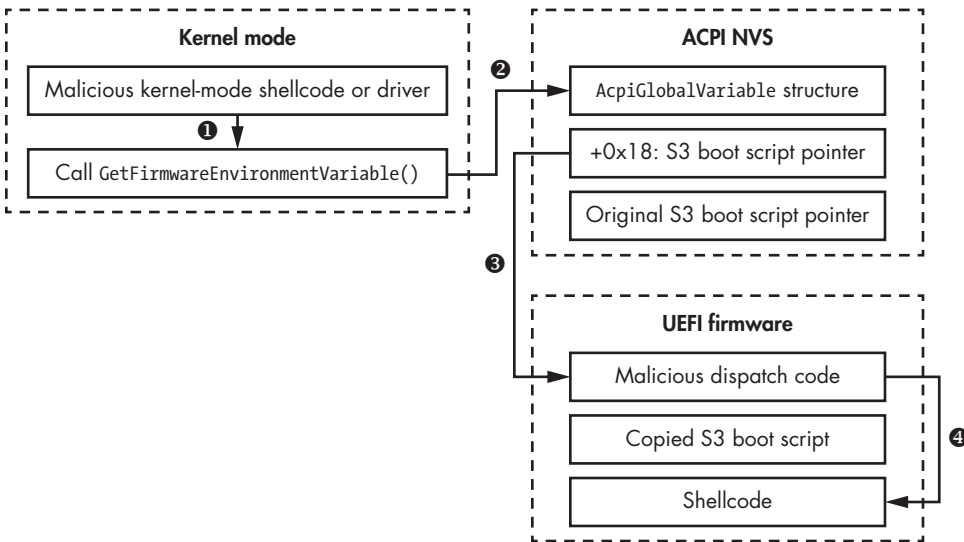 Kernel mode
Malicious kernel-mode shellcode or driver
❶
Call GetFirmwareEnvironmentVariable()
❷
ACPI NVS
AcpiGlobalVariable structure
+0x18: S3 boot script pointer
Original S3 boot script pointer
❸
UEFI firmware
Malicious dispatch code
Copied S3 boot script
❹
Shellcode